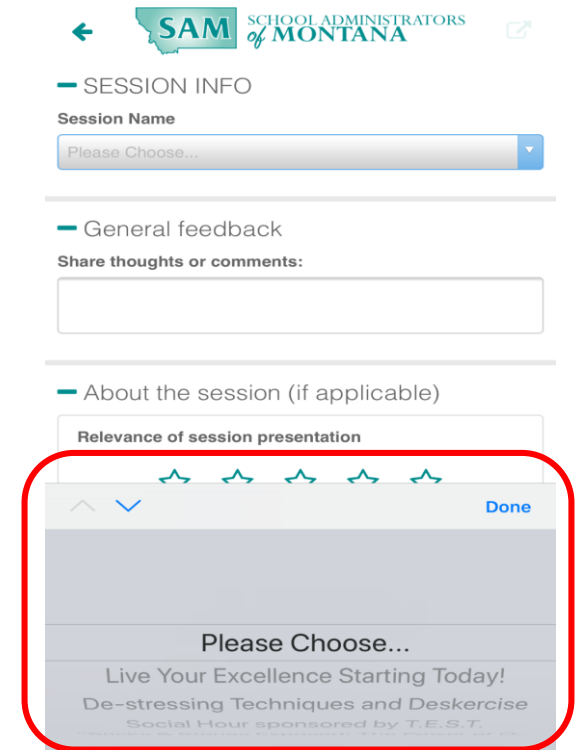 SAM SCHOOL ADMINISTRATORS
of MONTANA
SESSION INFO
Session Name
Please Choose...
General feedback
Share thoughts or comments:
About the session (if applicable)
Relevance of session presentation
Done
Please Choose...
Live Your Excellence Starting Today!
De-stressing Techniques and Deskercise
Social Hour sponsored by T.E.S.T.